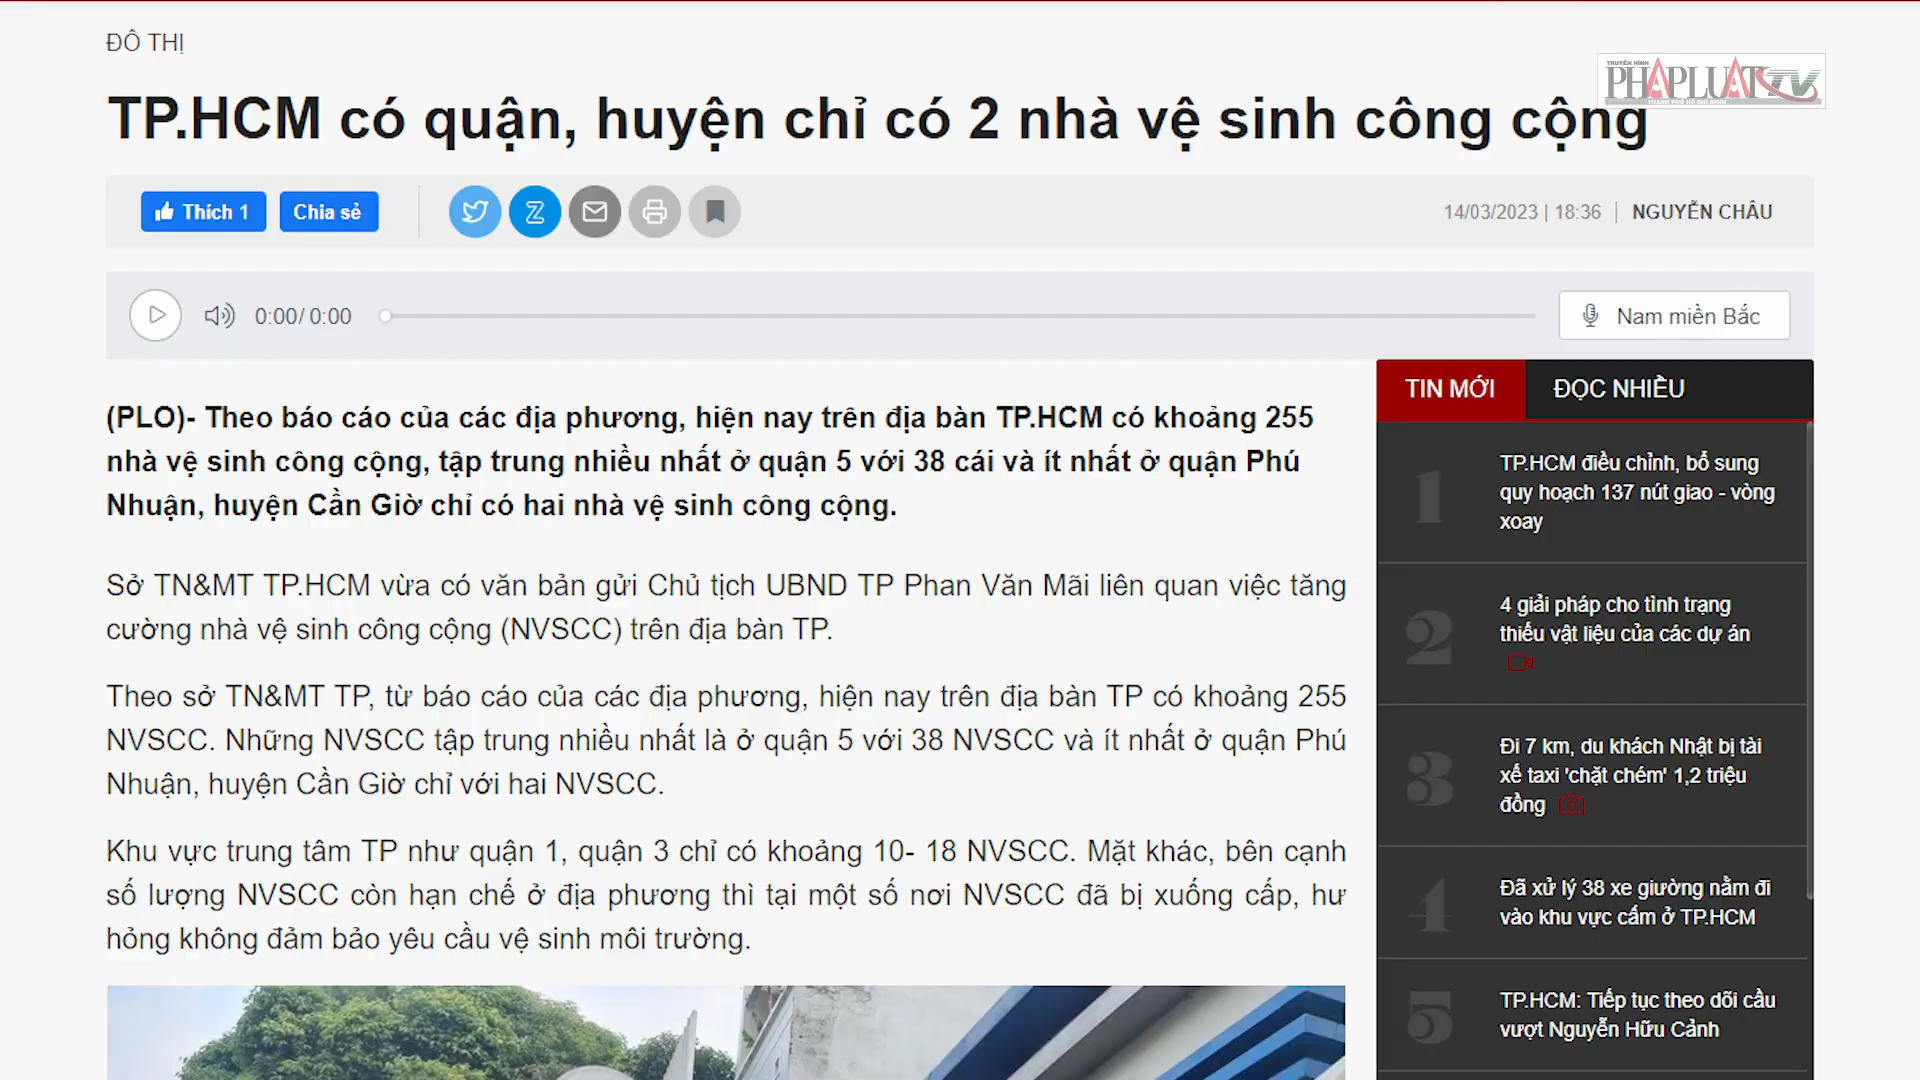 ĐÔ THỊ
TRUYỀN HÌNH
PHAPLUAT TV
THÀNH PHỐ HỒ CHÍ MINH
TP.HCM có quận, huyện chỉ có 2 nhà vệ sinh công cộng
Thích 1
Chia sẻ
14/03/2023 | 18:36
NGUYỄN CHÂU
0:00/ 0:00
Nam miền Bắc
(PLO)- Theo báo cáo của các địa phương, hiện nay trên địa bàn TP.HCM có khoảng 255
nhà vệ sinh công cộng, tập trung nhiều nhất ở quận 5 với 38 cái và ít nhất ở quận Phú
Nhuận, huyện Cần Giờ chỉ có hai nhà vệ sinh công cộng.
Sở TN&MT TP.HCM vừa có văn bản gửi Chủ tịch UBND TP Phan Văn Mãi liên quan việc tăng
cường nhà vệ sinh công cộng (NVSCC) trên địa bàn TP.
Theo sở TN&MT TP, từ báo cáo của các địa phương, hiện nay trên địa bàn TP có khoảng 255
NVSCC. Những NVSCC tập trung nhiều nhất là ở quận 5 với 38 NVSCC và ít nhất ở quận Phú
Nhuận, huyện Cần Giờ chỉ với hai NVSCC.
Khu vực trung tâm TP như quận 1, quận 3 chỉ có khoảng 10- 18 NVSCC. Mặt khác, bên cạnh
số lượng NVSCC còn hạn chế ở địa phương thì tại một số nơi NVSCC đã bị xuống cấp, hư
hỏng không đảm bảo yêu cầu vệ sinh môi trường.
TIN MỚI
ĐỌC NHIỀU
1
TP.HCM điều chỉnh, bổ sung
quy hoạch 137 nút giao - vòng
xoay
2
4 giải pháp cho tình trạng
thiếu vật liệu của các dự án
3
Đi 7 km, du khách Nhật bị tài
xế taxi 'chặt chém' 1,2 triệu
đồng
4
Đã xử lý 38 xe giường nằm đi
vào khu vực cấm ở TP.HCM
5
TP.HCM: Tiếp tục theo dõi cầu
vượt Nguyễn Hữu Cảnh